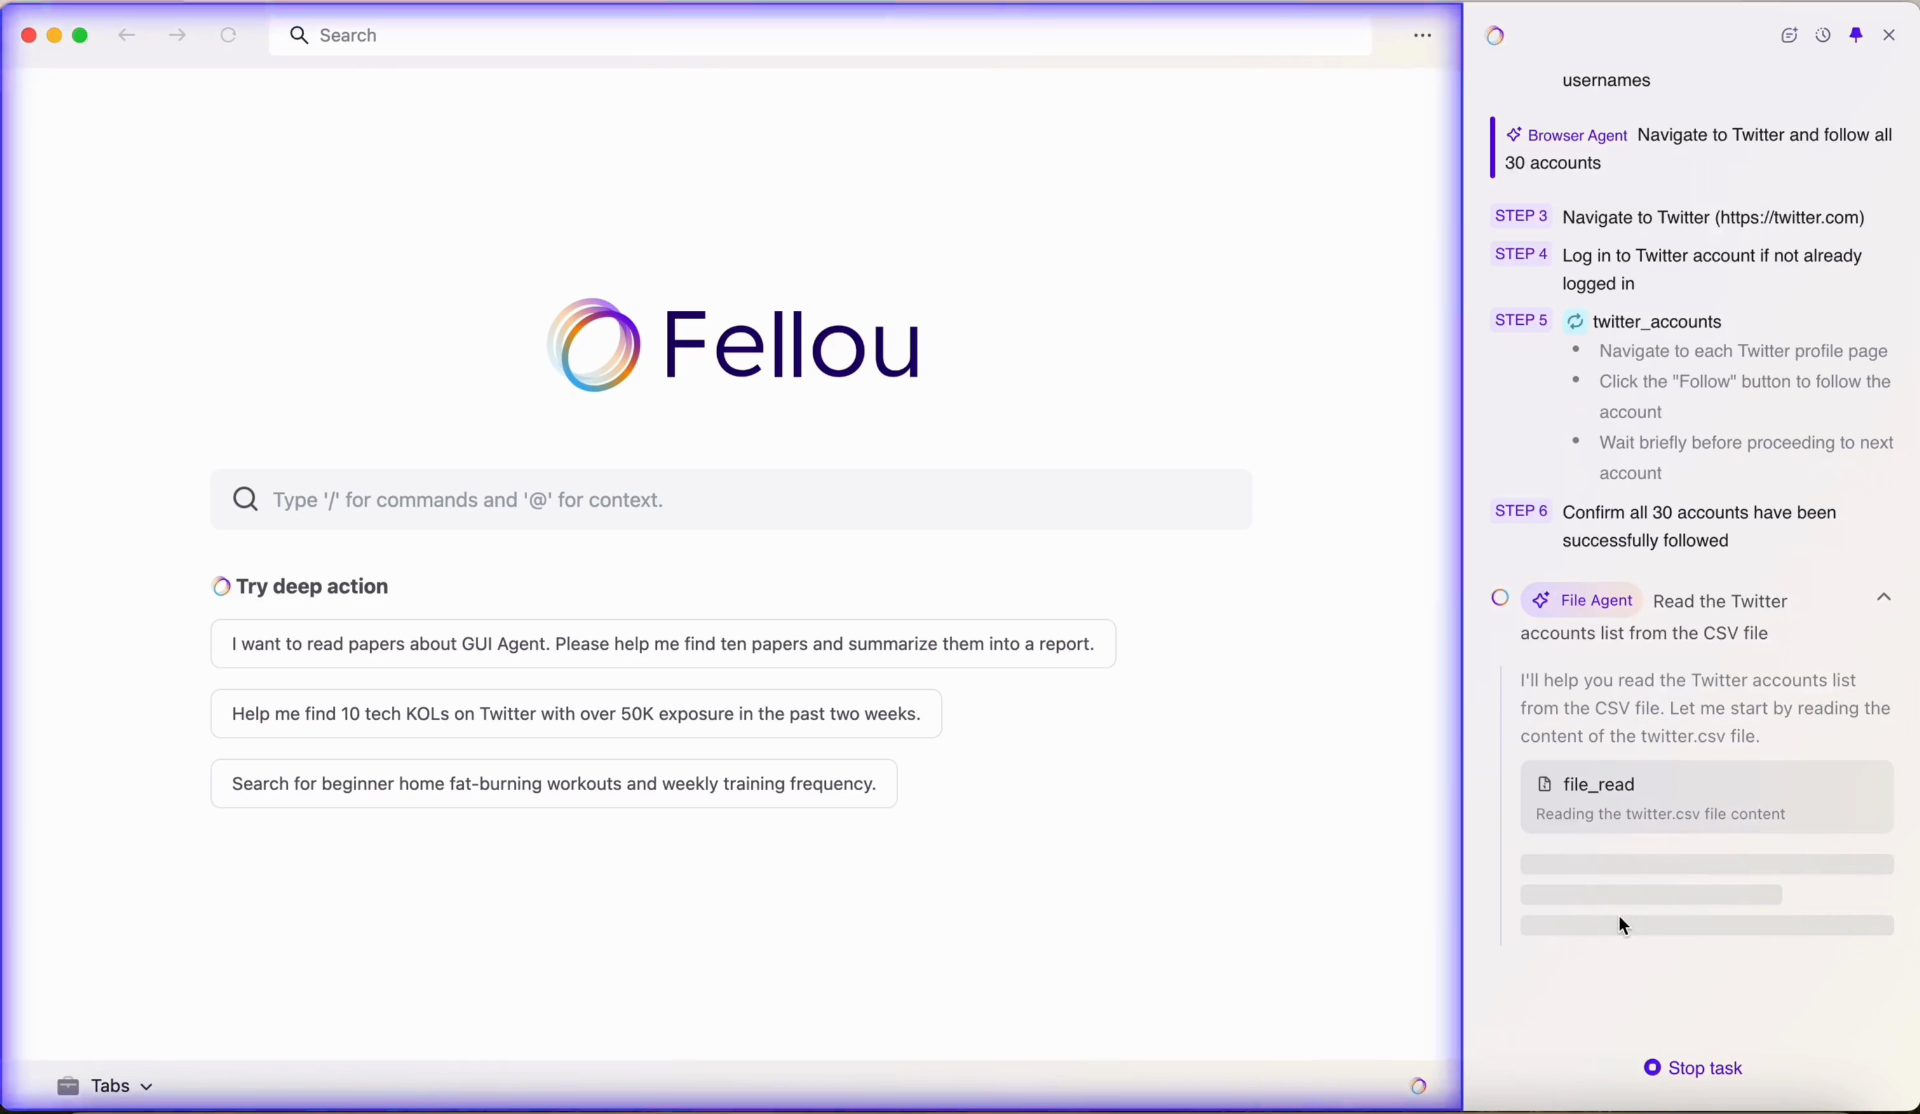 Search
Fellou
Type '/' for commands and '@' for context.
Try deep action
I want to read papers about GUI Agent. Please help me find ten papers and summarize them into a report.
Help me find 10 tech KOLs on Twitter with over 50K exposure in the past two weeks.
Search for beginner home fat-burning workouts and weekly training frequency.
Tabs
usernames
Browser Agent Navigate to Twitter and follow all
30 accounts
STEP 3 Navigate to Twitter (https://twitter.com)
STEP 4 Log in to Twitter account if not already
logged in
STEP 5 twitter_accounts
• Navigate to each Twitter profile page
• Click the "Follow" button to follow the
account
• Wait briefly before proceeding to next
account
STEP 6 Confirm all 30 accounts have been
successfully followed
File Agent Read the Twitter
accounts list from the CSV file
I'll help you read the Twitter accounts list
from the CSV file. Let me start by reading the
content of the twitter.csv file.
file_read
Reading the twitter.csv file content
Stop task